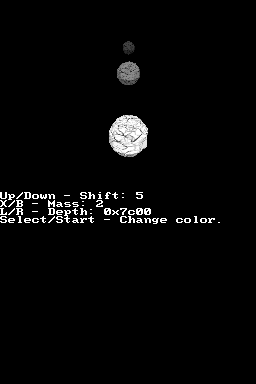 Up/Down - Shift: 5
X/B - Mass: 2
L/R - Depth: 0x7c00
Select/Start - Change color.